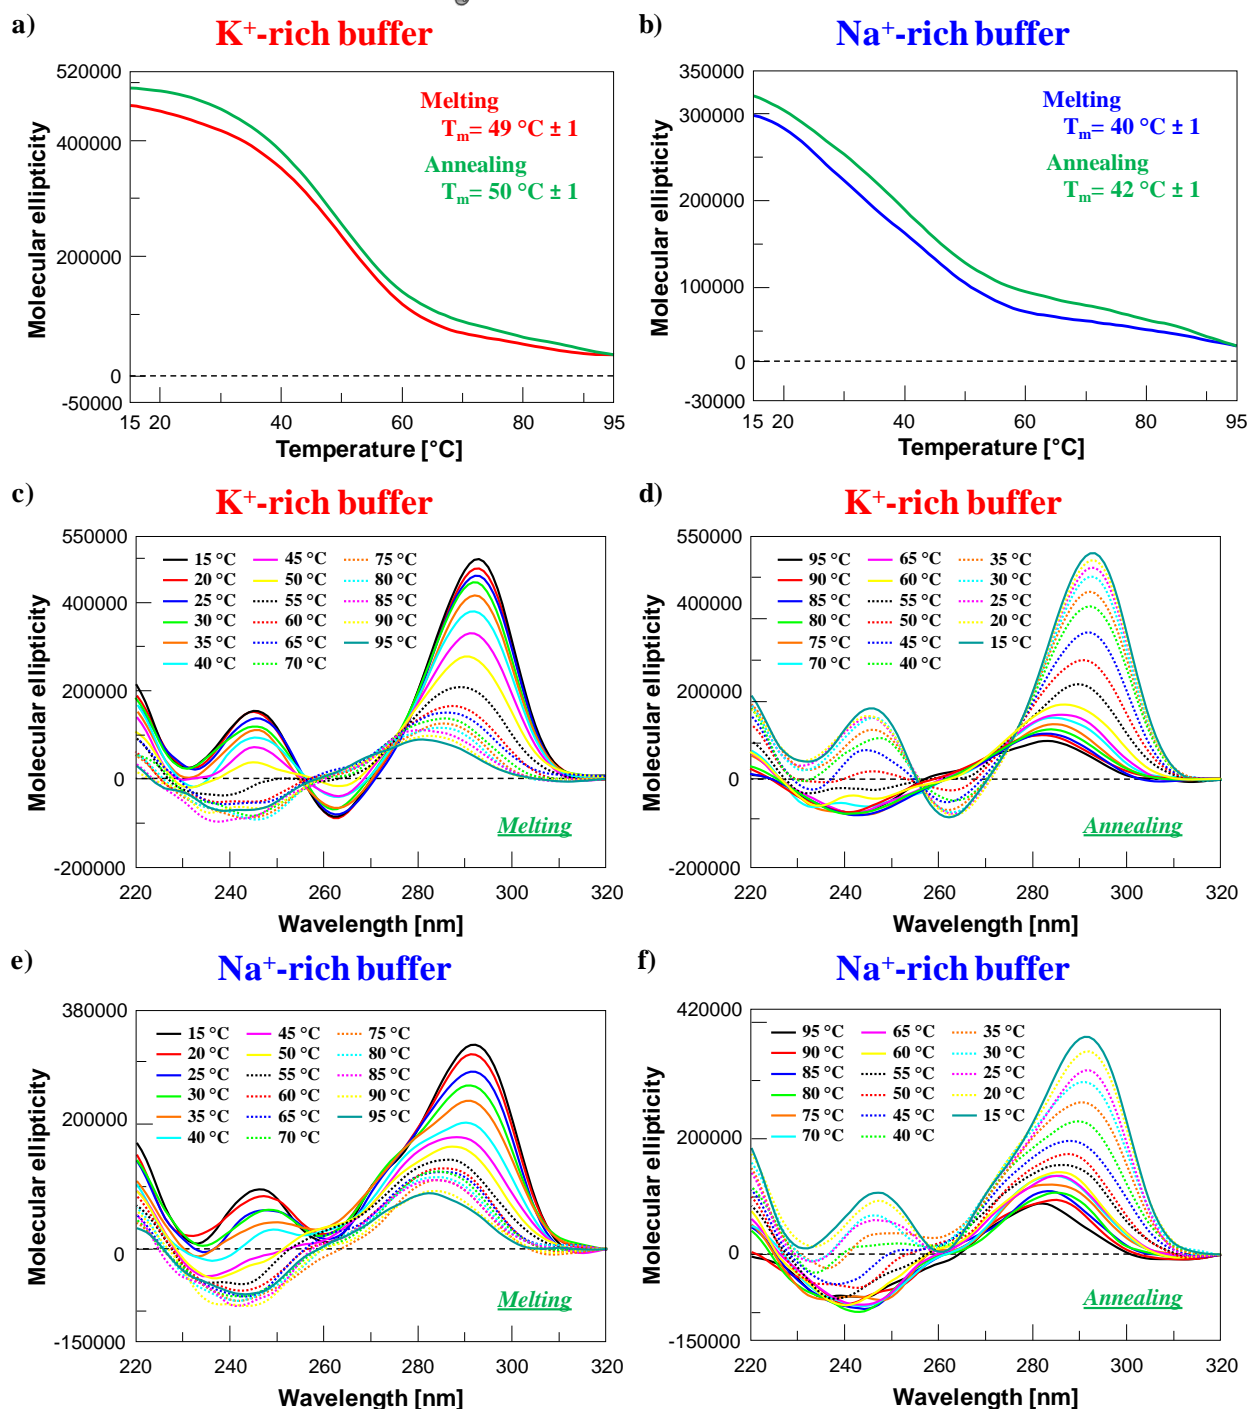 a)
K+-rich buffer
520000
400000
200000
0
-50000
Molecular ellipticity
Melting
Tm= 49 °C ± 1
Annealing
Tm= 50 °C ± 1
15 20 40 60 80 95
Temperature [°C]
b)
Na+-rich buffer
350000
300000
200000
100000
0
-30000
Molecular ellipticity
Melting
Tm= 40 °C ± 1
Annealing
Tm= 42 °C ± 1
15 20 40 60 80 95
Temperature [°C]
c)
K+-rich buffer
550000
400000
200000
0
-200000
Molecular ellipticity
15 °C 45 °C 75 °C
20 °C 50 °C 80 °C
25 °C 55 °C 85 °C
30 °C 60 °C 90 °C
35 °C 65 °C 95 °C
40 °C 70 °C
Melting
220 240 260 280 300 320
Wavelength [nm]
d)
K+-rich buffer
550000
400000
200000
0
-200000
Molecular ellipticity
95 °C 65 °C 35 °C
90 °C 60 °C 30 °C
85 °C 55 °C 25 °C
80 °C 50 °C 20 °C
75 °C 45 °C 15 °C
70 °C 40 °C
Annealing
220 240 260 280 300 320
Wavelength [nm]
e)
Na+-rich buffer
380000
200000
0
-150000
Molecular ellipticity
15 °C 45 °C 75 °C
20 °C 50 °C 80 °C
25 °C 55 °C 85 °C
30 °C 60 °C 90 °C
35 °C 65 °C 95 °C
40 °C 70 °C
Melting
220 240 260 280 300 320
Wavelength [nm]
f)
Na+-rich buffer
420000
200000
0
-150000
Molecular ellipticity
95 °C 65 °C 35 °C
90 °C 60 °C 30 °C
85 °C 55 °C 25 °C
80 °C 50 °C 20 °C
75 °C 45 °C 15 °C
70 °C 40 °C
Annealing
220 240 260 280 300 320
Wavelength [nm]